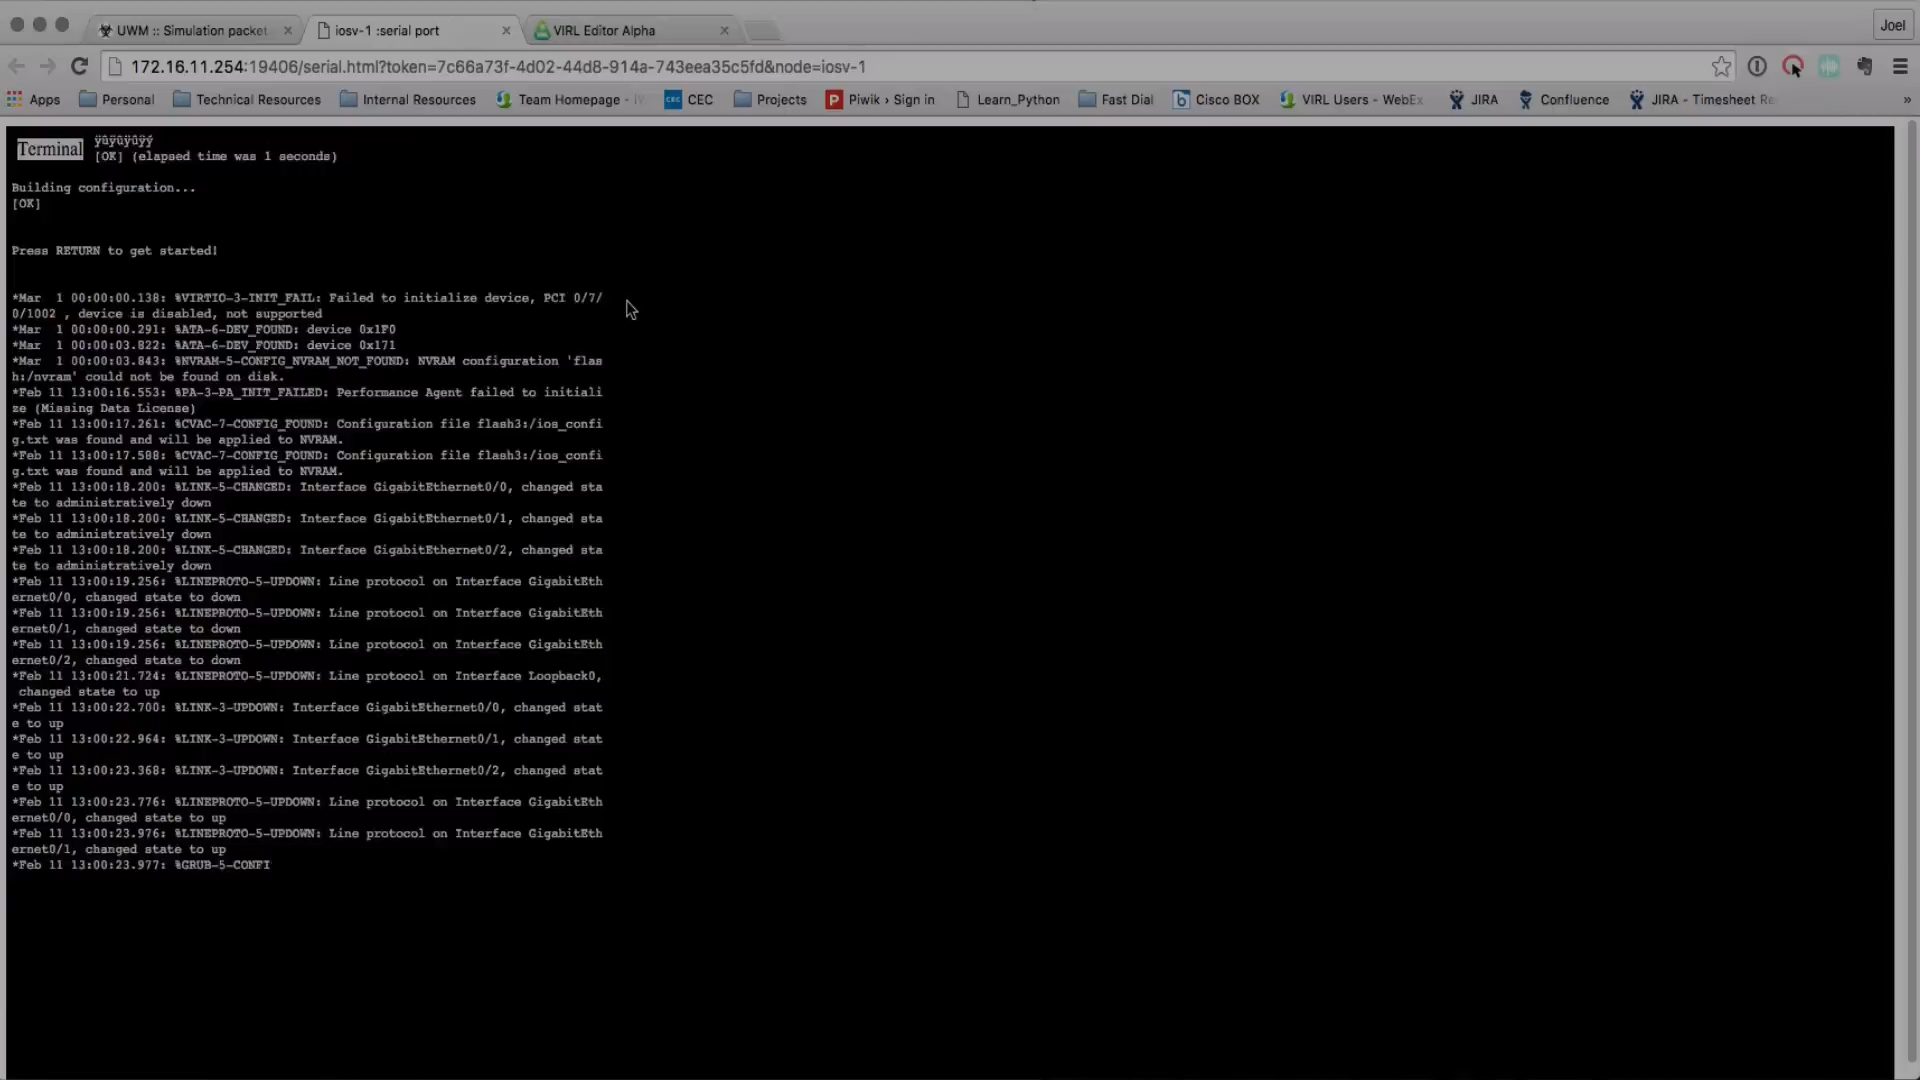 UWM :: Simulation packet
iosv-1 :serial port
VIRL Editor Alpha
Joel
172.16.11.254:19406/serial.html?token=7c66a73f-4d02-44d8-914a-743eea35c5fd&node=iosv-1
Apps Personal Technical Resources Internal Resources Team Homepage - CEC CEC Projects P Piwik › Sign in Learn_Python Fast Dial b Cisco BOX VIRL Users - WebEx JIRA Confluence JIRA - Timesheet Re »
Terminal ÿûÿûÿûÿý
[OK] (elapsed time was 1 seconds)
Building configuration...
[OK]
Press RETURN to get started!
*Mar  1 00:00:00.138: %VIRTIO-3-INIT_FAIL: Failed to initialize device, PCI 0/7/
0/1002 , device is disabled, not supported
*Mar  1 00:00:00.291: %ATA-6-DEV_FOUND: device 0x1F0
*Mar  1 00:00:03.822: %ATA-6-DEV_FOUND: device 0x171
*Mar  1 00:00:03.843: %NVRAM-5-CONFIG_NVRAM_NOT_FOUND: NVRAM configuration 'flas
h:/nvram' could not be found on disk.
*Feb 11 13:00:16.553: %PA-3-PA_INIT_FAILED: Performance Agent failed to initiali
ze (Missing Data License)
*Feb 11 13:00:17.261: %CVAC-7-CONFIG_FOUND: Configuration file flash3:/ios_confi
g.txt was found and will be applied to NVRAM.
*Feb 11 13:00:17.588: %CVAC-7-CONFIG_FOUND: Configuration file flash3:/ios_confi
g.txt was found and will be applied to NVRAM.
*Feb 11 13:00:18.200: %LINK-5-CHANGED: Interface GigabitEthernet0/0, changed sta
te to administratively down
*Feb 11 13:00:18.200: %LINK-5-CHANGED: Interface GigabitEthernet0/1, changed sta
te to administratively down
*Feb 11 13:00:18.200: %LINK-5-CHANGED: Interface GigabitEthernet0/2, changed sta
te to administratively down
*Feb 11 13:00:19.256: %LINEPROTO-5-UPDOWN: Line protocol on Interface GigabitEth
ernet0/0, changed state to down
*Feb 11 13:00:19.256: %LINEPROTO-5-UPDOWN: Line protocol on Interface GigabitEth
ernet0/1, changed state to down
*Feb 11 13:00:19.256: %LINEPROTO-5-UPDOWN: Line protocol on Interface GigabitEth
ernet0/2, changed state to down
*Feb 11 13:00:21.724: %LINEPROTO-5-UPDOWN: Line protocol on Interface Loopback0,
 changed state to up
*Feb 11 13:00:22.700: %LINK-3-UPDOWN: Interface GigabitEthernet0/0, changed stat
e to up
*Feb 11 13:00:22.964: %LINK-3-UPDOWN: Interface GigabitEthernet0/1, changed stat
e to up
*Feb 11 13:00:23.368: %LINK-3-UPDOWN: Interface GigabitEthernet0/2, changed stat
e to up
*Feb 11 13:00:23.776: %LINEPROTO-5-UPDOWN: Line protocol on Interface GigabitEth
ernet0/0, changed state to up
*Feb 11 13:00:23.976: %LINEPROTO-5-UPDOWN: Line protocol on Interface GigabitEth
ernet0/1, changed state to up
*Feb 11 13:00:23.977: %GRUB-5-CONFI